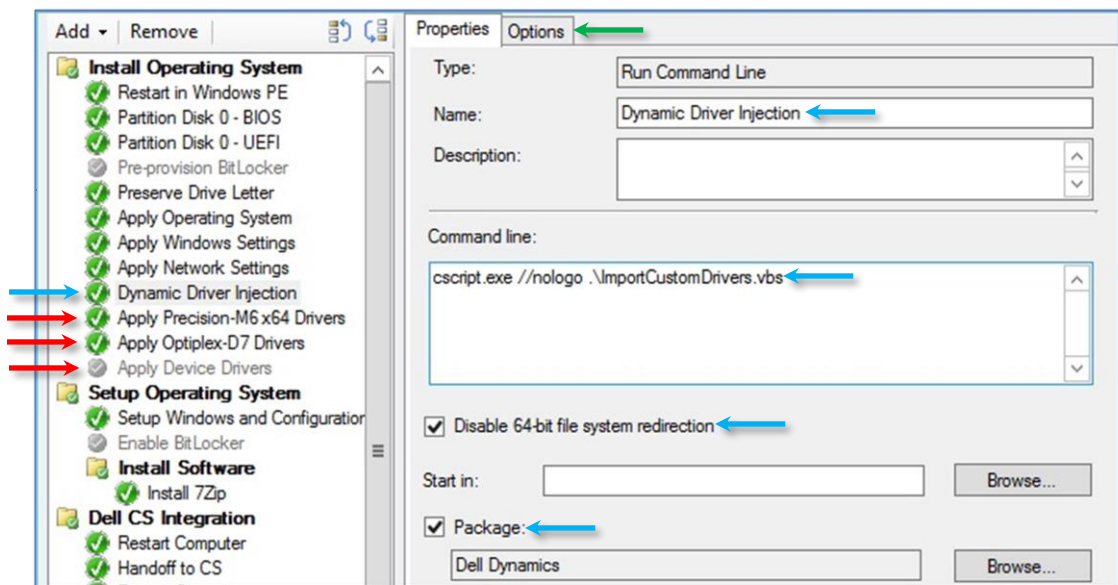 Add Remove
Install Operating System
Restart in Windows PE
Partition Disk 0 - BIOS
Partition Disk 0 - UEFI
Pre-provision BitLocker
Preserve Drive Letter
Apply Operating System
Apply Windows Settings
Apply Network Settings
Dynamic Driver Injection
Apply Precision-M6 x64 Drivers
Apply Optiplex-D7 Drivers
Apply Device Drivers
Setup Operating System
Setup Windows and Configuration
Enable BitLocker
Install Software
Install 7Zip
Dell CS Integration
Restart Computer
Handoff to CS
Properties Options
Type: Run Command Line
Name: Dynamic Driver Injection
Description:
Command line:
cscript.exe //nologo .\ImportCustomDrivers.vbs
Disable 64-bit file system redirection
Start in: Browse...
Package:
Dell Dynamics Browse...